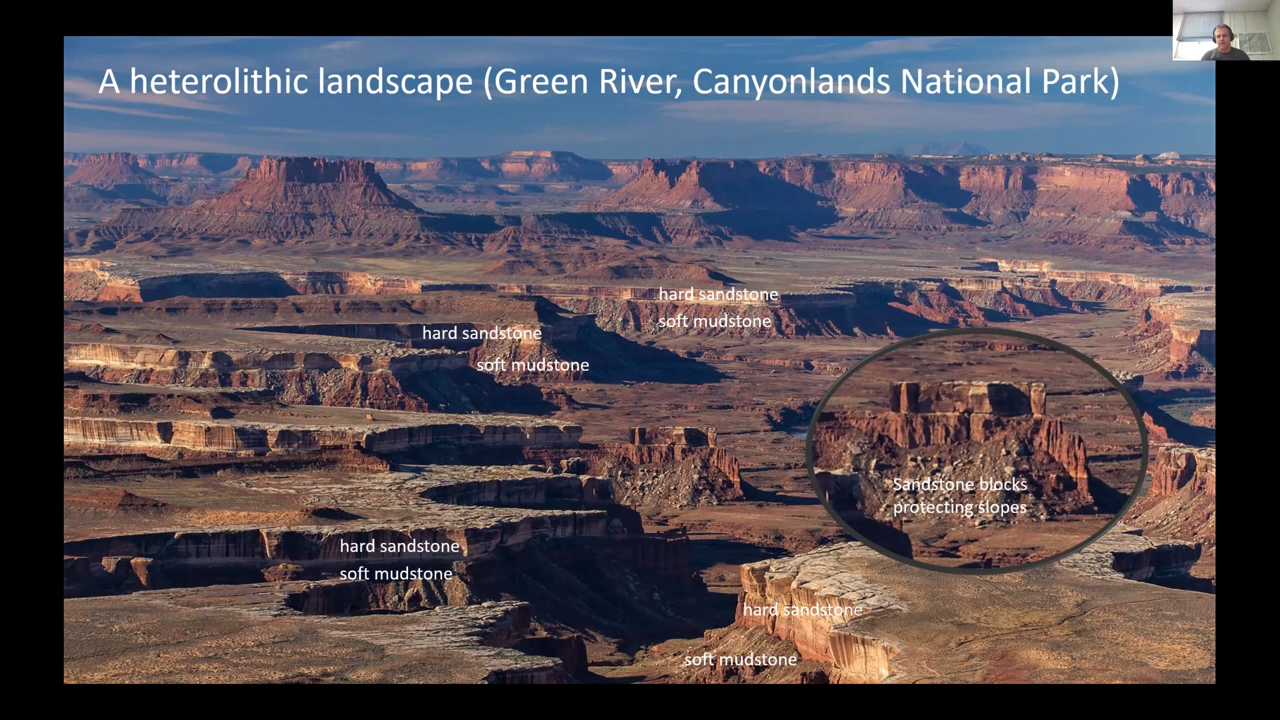 A heterolithic landscape (Green River, Canyonlands National Park)
hard sandstone
soft mudstone
hard sandstone
soft mudstone
Sandstone blocks
protecting slopes
hard sandstone
soft mudstone
hard sandstone
soft mudstone